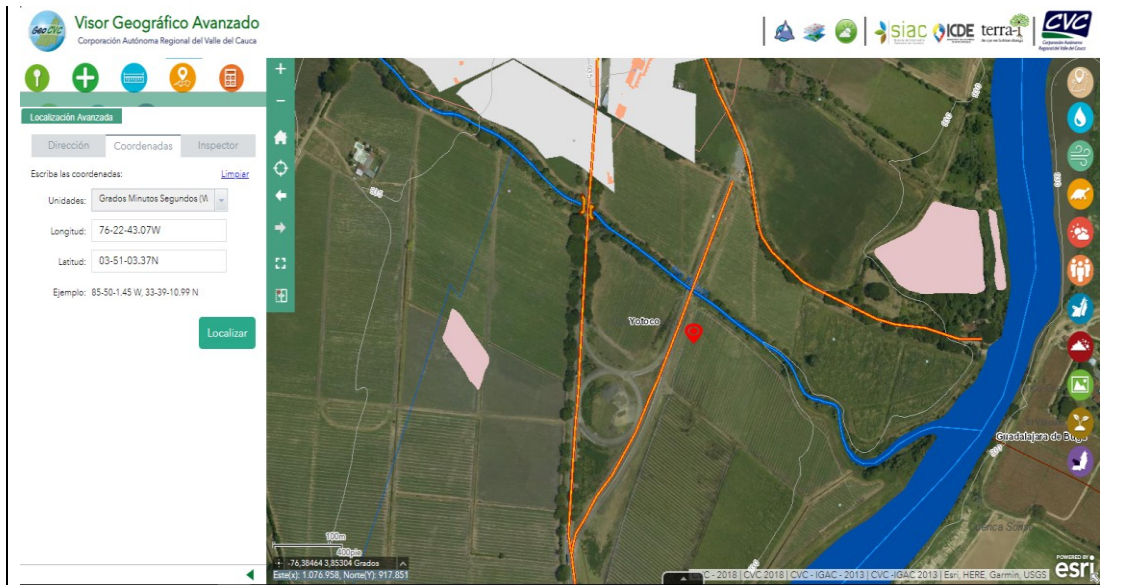 Geo CVC
Visor Geográfico Avanzado
Corporación Autónoma Regional del Valle del Cauca
siac
ICDE
terra-i
CVC
Corporación Autónoma
Regional del Valle del Cauca
Localización Avanzada
Dirección
Coordenadas
Inspector
Escriba las coordenadas:
Limpiar
Unidades:
Grados Minutos Segundos (W
Longitud:
76-22-43.07W
Latitud:
03-51-03.37N
Ejemplo: 85-50-1.45 W, 33-39-10.99 N
Localizar
Yotoco
Guadalajara de Buga
100m
400pie
-76,38464 3,85304 Grados
Este(x): 1.076.958, Norte(Y): 917.851
CVC - 2018 | CVC 2018 | CVC - IGAC - 2013 | CVC -IGAC 2013 | Esri, HERE, Garmin, USGS
POWERED BY
esri